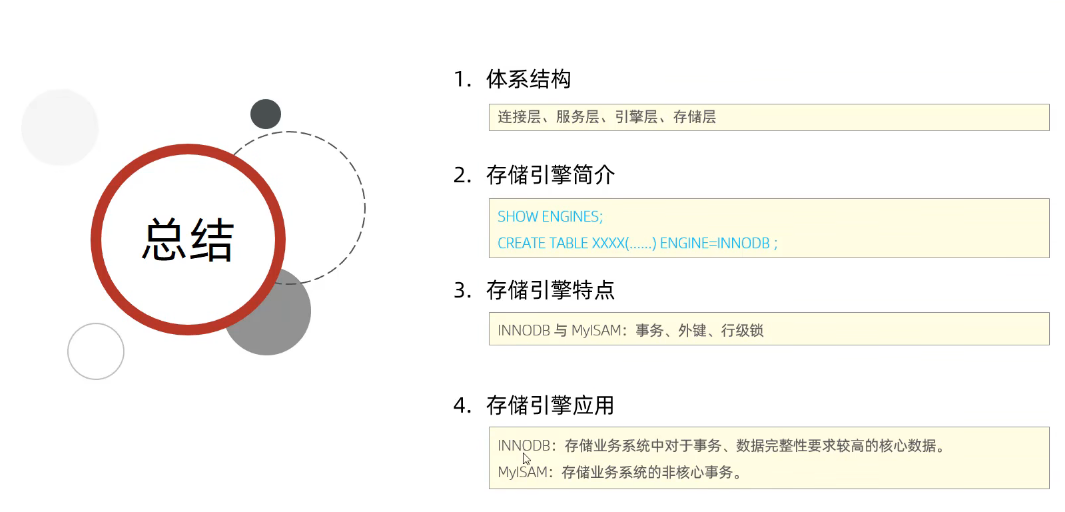 总结
1. 体系结构
连接层、服务层、引擎层、存储层
2. 存储引擎简介
SHOW ENGINES;
CREATE TABLE XXXX(......) ENGINE=INNODB ;
3. 存储引擎特点
INNODB 与 MyISAM：事务、外键、行级锁
4. 存储引擎应用
INNODB：存储业务系统中对于事务、数据完整性要求较高的核心数据。
MyISAM：存储业务系统的非核心事务。